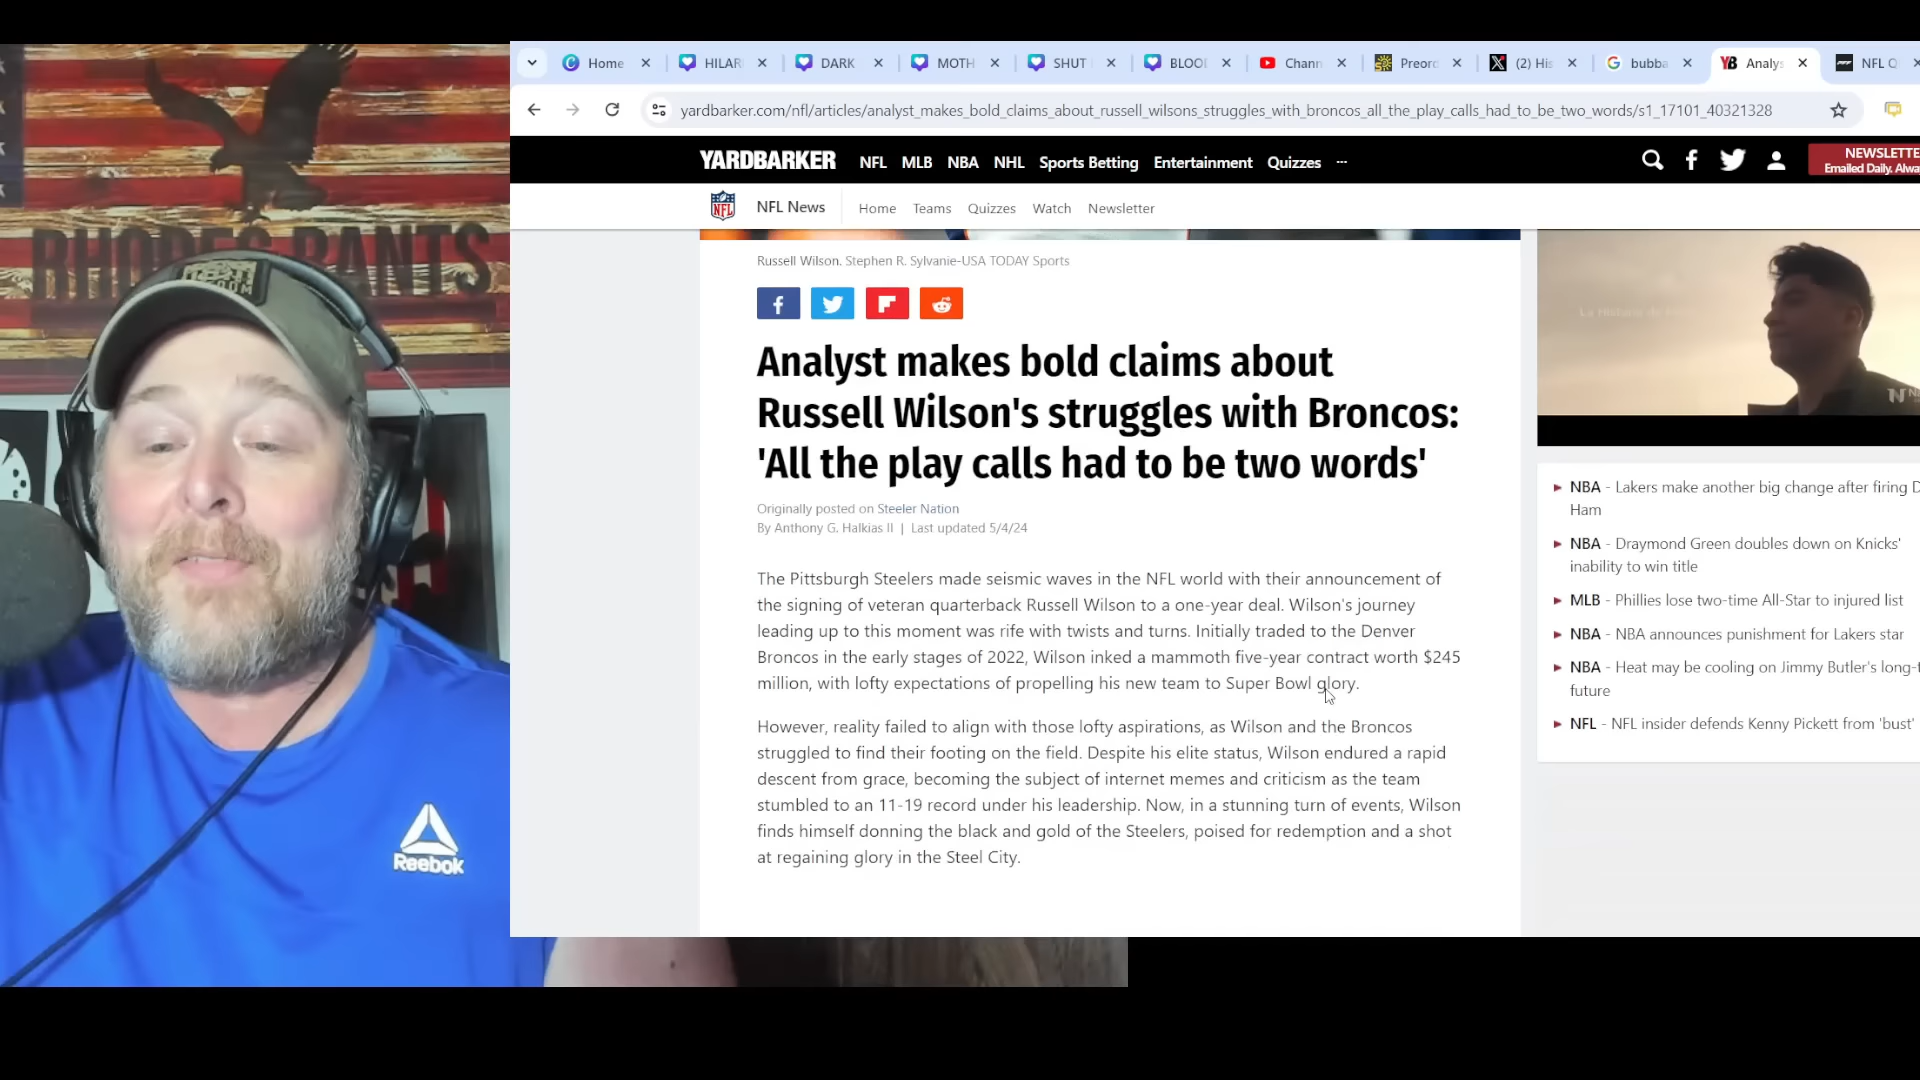 Home
HILAR
DARK
MOTH
SHUT
BLOOD
Chann
Preord
(2) His
bubba
Analys
NFL Q
yardbarker.com/nfl/articles/analyst_makes_bold_claims_about_russell_wilsons_struggles_with_broncos_all_the_play_calls_had_to_be_two_words/s1_17101_40321328
YARDBARKER NFL MLB NBA NHL Sports Betting Entertainment Quizzes ...
NEWSLETTE
Emailed Daily. Alwa
NFL News Home Teams Quizzes Watch Newsletter
RHODES RANTS
Russell Wilson. Stephen R. Sylvanie-USA TODAY Sports
Analyst makes bold claims about
Russell Wilson's struggles with Broncos:
'All the play calls had to be two words'
Originally posted on Steeler Nation
By Anthony G. Halkias II | Last updated 5/4/24
The Pittsburgh Steelers made seismic waves in the NFL world with their announcement of
the signing of veteran quarterback Russell Wilson to a one-year deal. Wilson's journey
leading up to this moment was rife with twists and turns. Initially traded to the Denver
Broncos in the early stages of 2022, Wilson inked a mammoth five-year contract worth $245
million, with lofty expectations of propelling his new team to Super Bowl glory.
However, reality failed to align with those lofty aspirations, as Wilson and the Broncos
struggled to find their footing on the field. Despite his elite status, Wilson endured a rapid
descent from grace, becoming the subject of internet memes and criticism as the team
stumbled to an 11-19 record under his leadership. Now, in a stunning turn of events, Wilson
finds himself donning the black and gold of the Steelers, poised for redemption and a shot
at regaining glory in the Steel City.
NBA - Lakers make another big change after firing D
Ham
NBA - Draymond Green doubles down on Knicks'
inability to win title
MLB - Phillies lose two-time All-Star to injured list
NBA - NBA announces punishment for Lakers star
NBA - Heat may be cooling on Jimmy Butler's long-t
future
NFL - NFL insider defends Kenny Pickett from 'bust'
Reebok